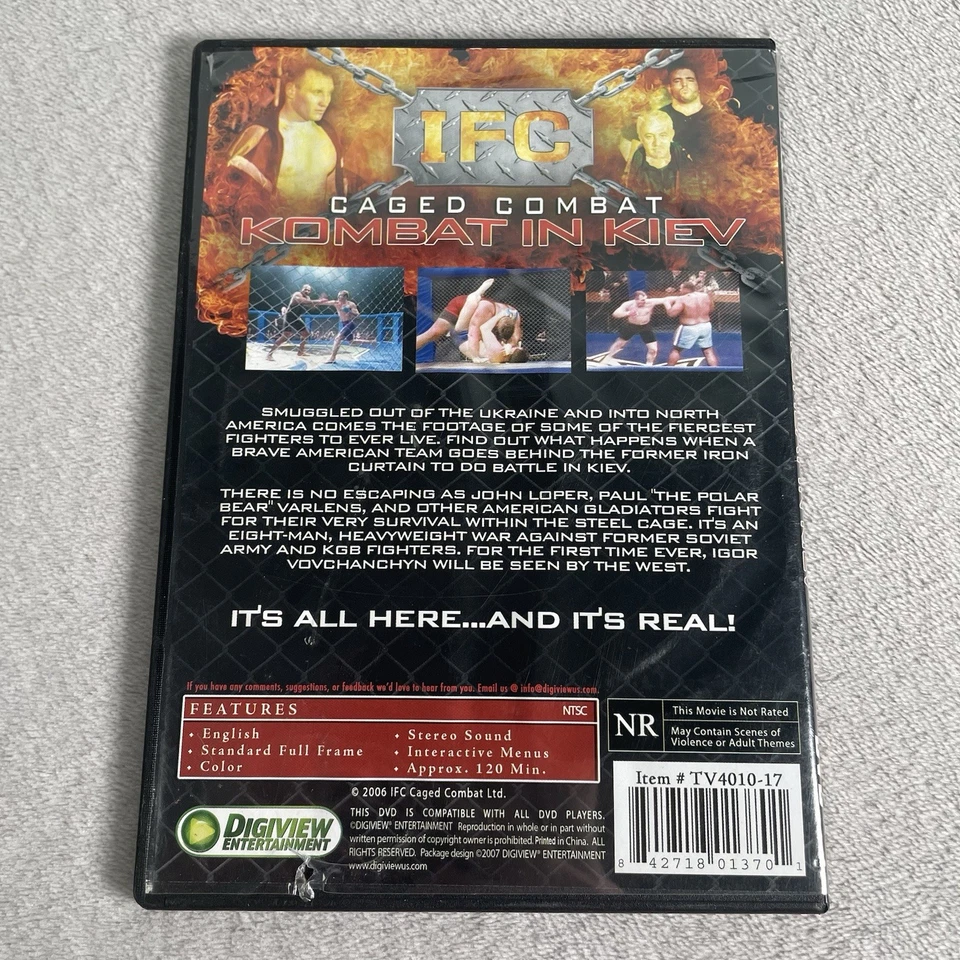 IFC
CAGED COMBAT
KOMBAT IN KIEV
SMUGGLED OUT OF THE UKRAINE AND INTO NORTH
AMERICA COMES THE FOOTAGE OF SOME OF THE FIERCEST
FIGHTERS TO EVER LIVE. FIND OUT WHAT HAPPENS WHEN A
BRAVE AMERICAN TEAM GOES BEHIND THE FORMER IRON
CURTAIN TO DO BATTLE IN KIEV.
THERE IS NO ESCAPING AS JOHN LOPER, PAUL "THE POLAR
BEAR" VARLENS, AND OTHER AMERICAN GLADIATORS FIGHT
FOR THEIR VERY SURVIVAL WITHIN THE STEEL CAGE. IT'S AN
EIGHT-MAN, HEAVYWEIGHT WAR AGAINST FORMER SOVIET
ARMY AND KGB FIGHTERS. FOR THE FIRST TIME EVER, IGOR
VOVCHANCHYN WILL BE SEEN BY THE WEST.
IT'S ALL HERE...AND IT'S REAL!
If you have any comments, suggestions, or feedback we'd love to hear from you. Email us @ info@digiviewus.com.
FEATURES NTSC
• English
• Standard Full Frame
• Color
• Stereo Sound
• Interactive Menus
• Approx. 120 Min.
NR
This Movie is Not Rated
May Contain Scenes of
Violence or Adult Themes
© 2006 IFC Caged Combat Ltd.
DIGIVIEW
ENTERTAINMENT
THIS DVD IS COMPATIBLE WITH ALL DVD PLAYERS.
©DIGIVIEW® ENTERTAINMENT Reproduction in whole or in part without
written permission of copyright owner is prohibited. Printed in China. ALL
RIGHTS RESERVED. Package design ©2007 DIGIVIEW® ENTERTAINMENT
www.digiviewus.com
Item # TV4010-17
8 42718 01370 1